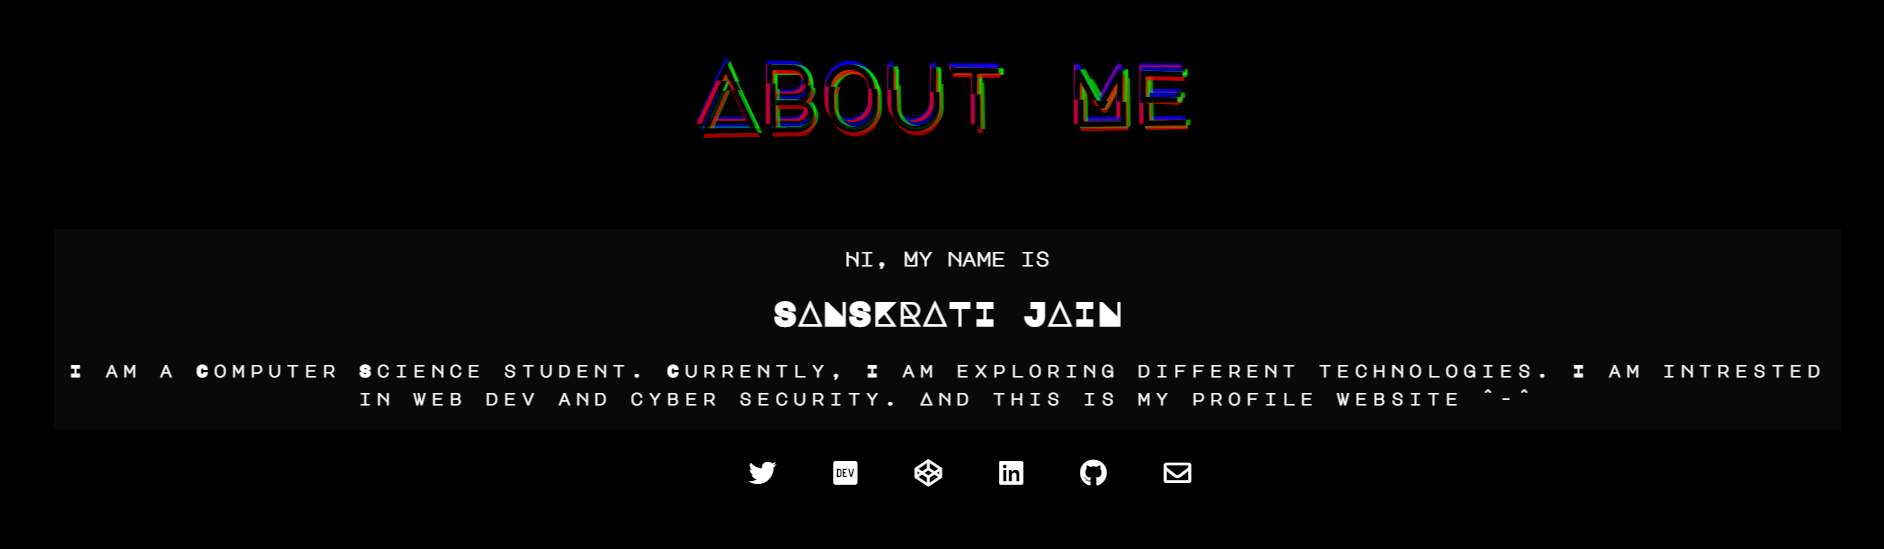 About me
Hi, My name is
Sanskrati Jain
I am a Computer Science student. Currently, I am exploring different technologies. I am intrested
in web dev and cyber security. And this is my profile website ^-^
DEV
in